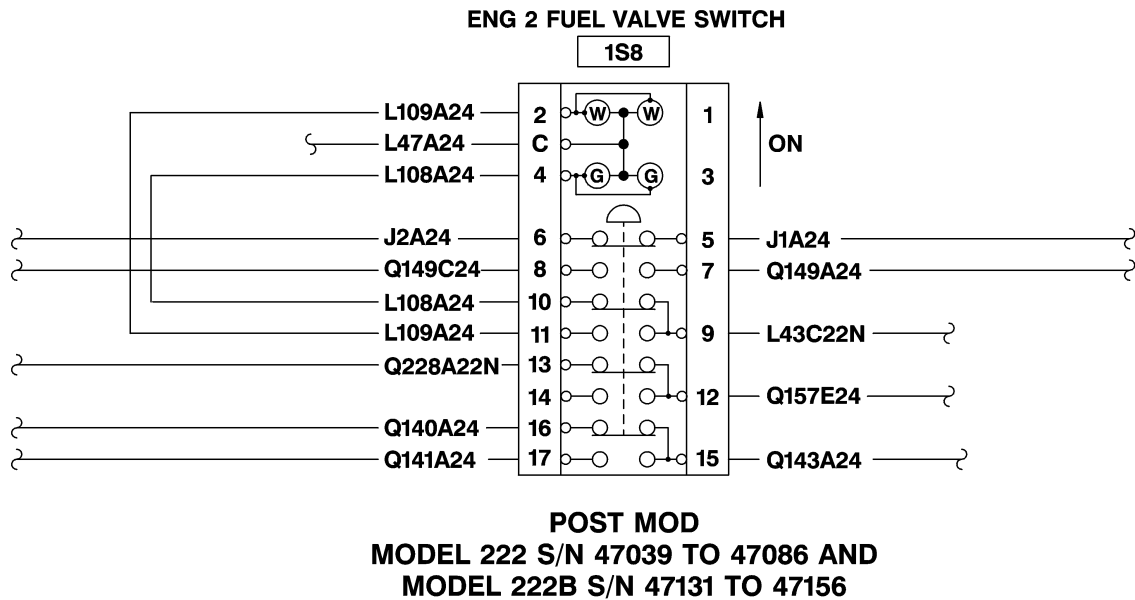 ENG 2 FUEL VALVE SWITCH
1S8
L109A24 2 W W 1
L47A24 C ON
L108A24 4 G G 3
J2A24 6 5 J1A24
Q149C24 8 7 Q149A24
L108A24 10
L109A24 11 9 L43C22N
Q228A22N 13
14 12 Q157E24
Q140A24 16
Q141A24 17 15 Q143A24
POST MOD
MODEL 222 S/N 47039 TO 47086 AND
MODEL 222B S/N 47131 TO 47156